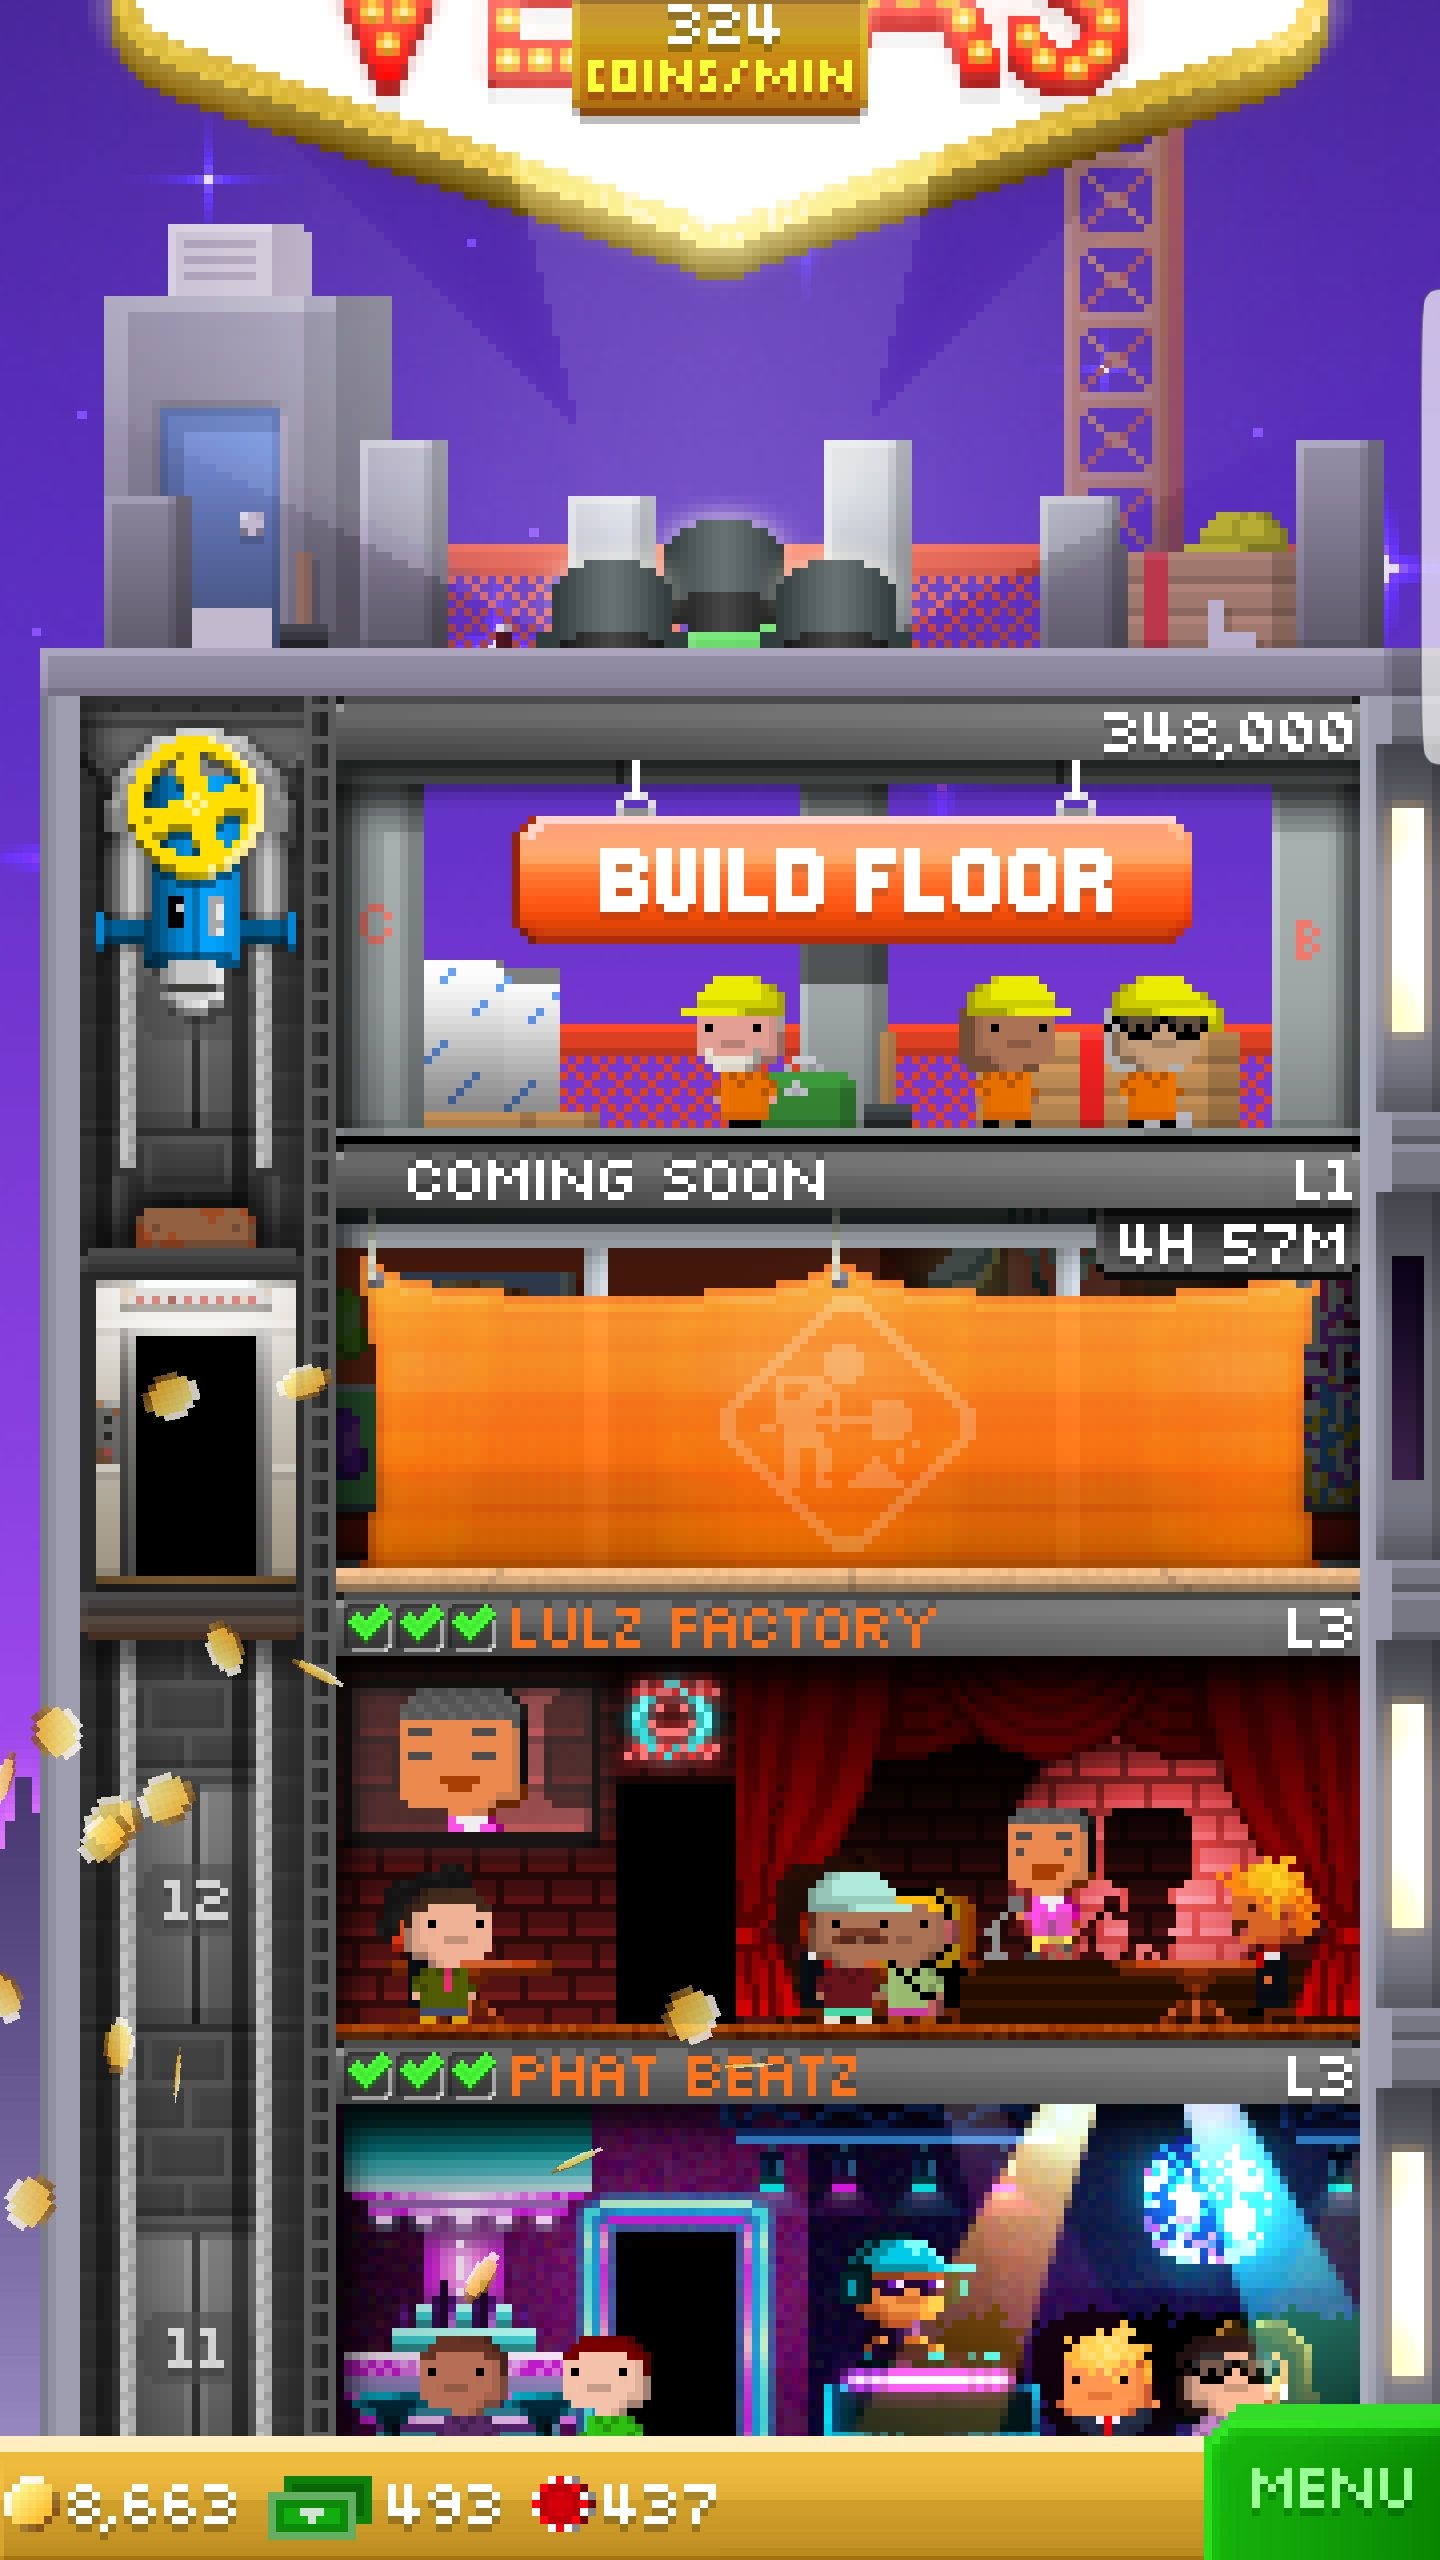 VEGAS
324
COINS/MIN
348,000
BUILD FLOOR
C
B
COMING SOON L1
4H 57M
LULZ FACTORY L3
12
PHAT BEATZ L3
11
8,663 493 437
MENU